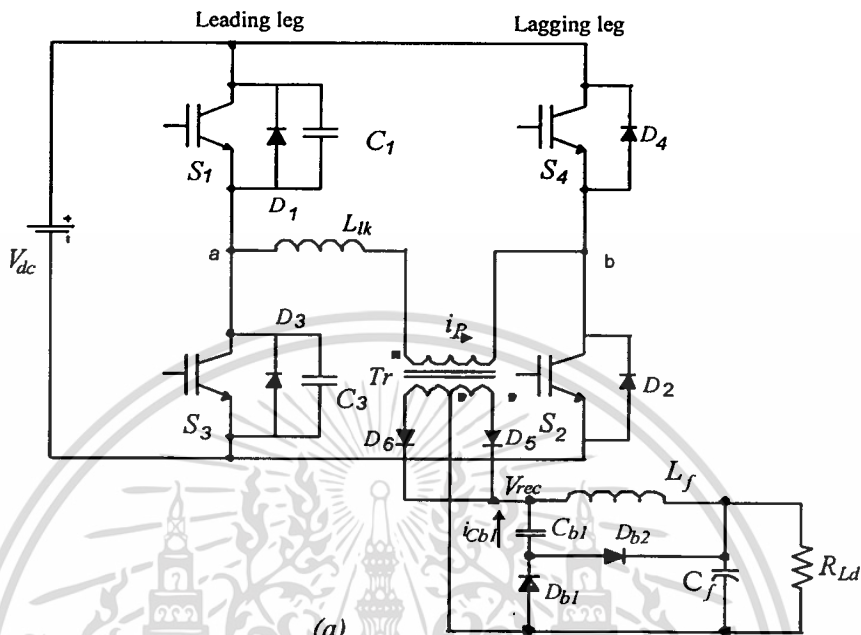 Leading leg
Lagging leg
S1
D1
C1
S4
D4
Llk
a
b
Vdc
+
-
D3
S3
C3
iP
Tr
S2
D2
D6
D5
Vrec
Lf
iCb1
Cb1
Db2
Db1
Cf
RLd
(a)